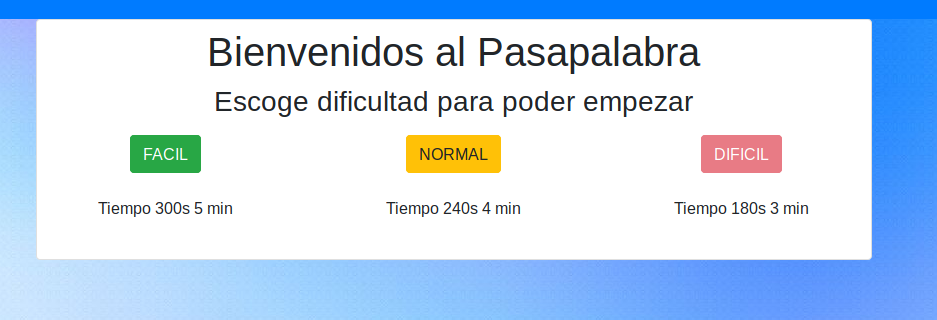 Bienvenidos al Pasapalabra
Escoge dificultad para poder empezar
FACIL NORMAL DIFICIL
Tiempo 300s 5 min Tiempo 240s 4 min Tiempo 180s 3 min